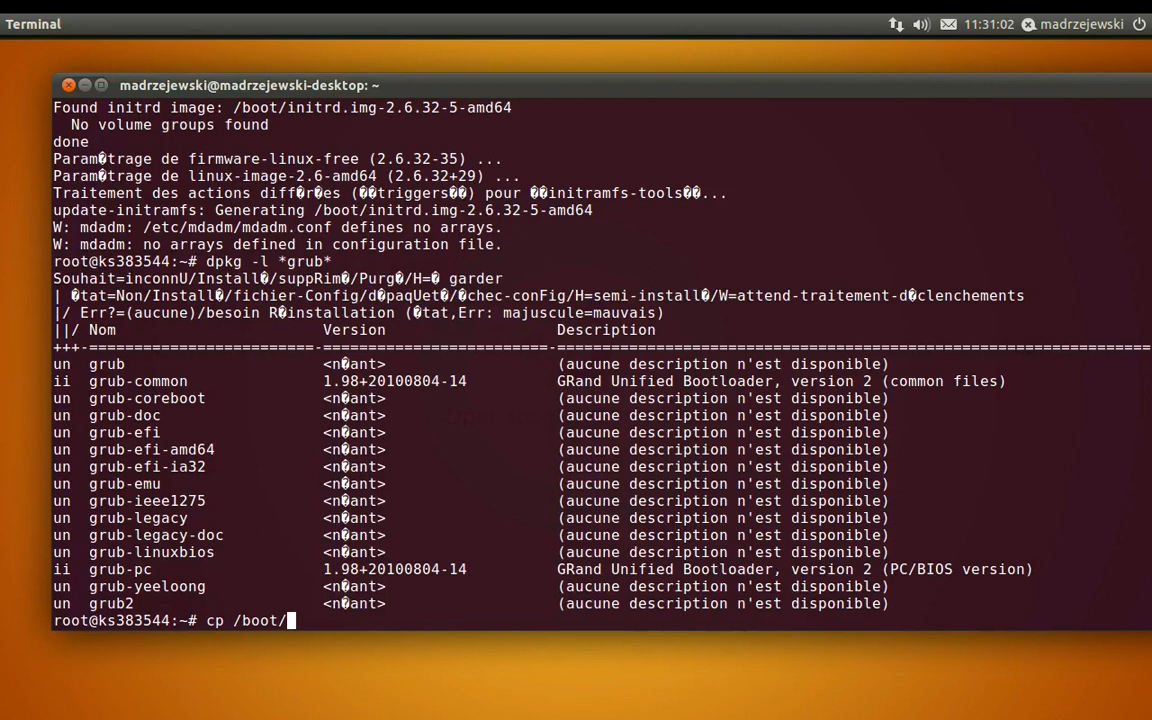 Terminal
11:31:02 madrzejewski
madrzejewski@madrzejewski-desktop: ~
Found initrd image: /boot/initrd.img-2.6.32-5-amd64
  No volume groups found
done
Param�trage de firmware-linux-free (2.6.32-35) ...
Param�trage de linux-image-2.6-amd64 (2.6.32+29) ...
Traitement des actions diff�r�es (��triggers��) pour ��initramfs-tools��...
update-initramfs: Generating /boot/initrd.img-2.6.32-5-amd64
W: mdadm: /etc/mdadm/mdadm.conf defines no arrays.
W: mdadm: no arrays defined in configuration file.
root@ks383544:~# dpkg -l *grub*
Souhait=inconnU/Install�/suppRim�/Purg�/H=� garder
| �tat=Non/Install�/fichier-Config/d�paqUet�/�chec-conFig/H=semi-install�/W=attend-traitement-d�clenchements
|/ Err?=(aucune)/besoin R�installation (�tat,Err: majuscule=mauvais)
||/ Nom                      Version                   Description
+++-=========================-=========================-==================================================================
un  grub                      <n�ant>                   (aucune description n'est disponible)
ii  grub-common               1.98+20100804-14          GRand Unified Bootloader, version 2 (common files)
un  grub-coreboot             <n�ant>                   (aucune description n'est disponible)
un  grub-doc                  <n�ant>                   (aucune description n'est disponible)
un  grub-efi                  <n�ant>                   (aucune description n'est disponible)
un  grub-efi-amd64            <n�ant>                   (aucune description n'est disponible)
un  grub-efi-ia32             <n�ant>                   (aucune description n'est disponible)
un  grub-emu                  <n�ant>                   (aucune description n'est disponible)
un  grub-ieee1275             <n�ant>                   (aucune description n'est disponible)
un  grub-legacy               <n�ant>                   (aucune description n'est disponible)
un  grub-legacy-doc           <n�ant>                   (aucune description n'est disponible)
un  grub-linuxbios            <n�ant>                   (aucune description n'est disponible)
ii  grub-pc                   1.98+20100804-14          GRand Unified Bootloader, version 2 (PC/BIOS version)
un  grub-yeeloong             <n�ant>                   (aucune description n'est disponible)
un  grub2                     <n�ant>                   (aucune description n'est disponible)
root@ks383544:~# cp /boot/